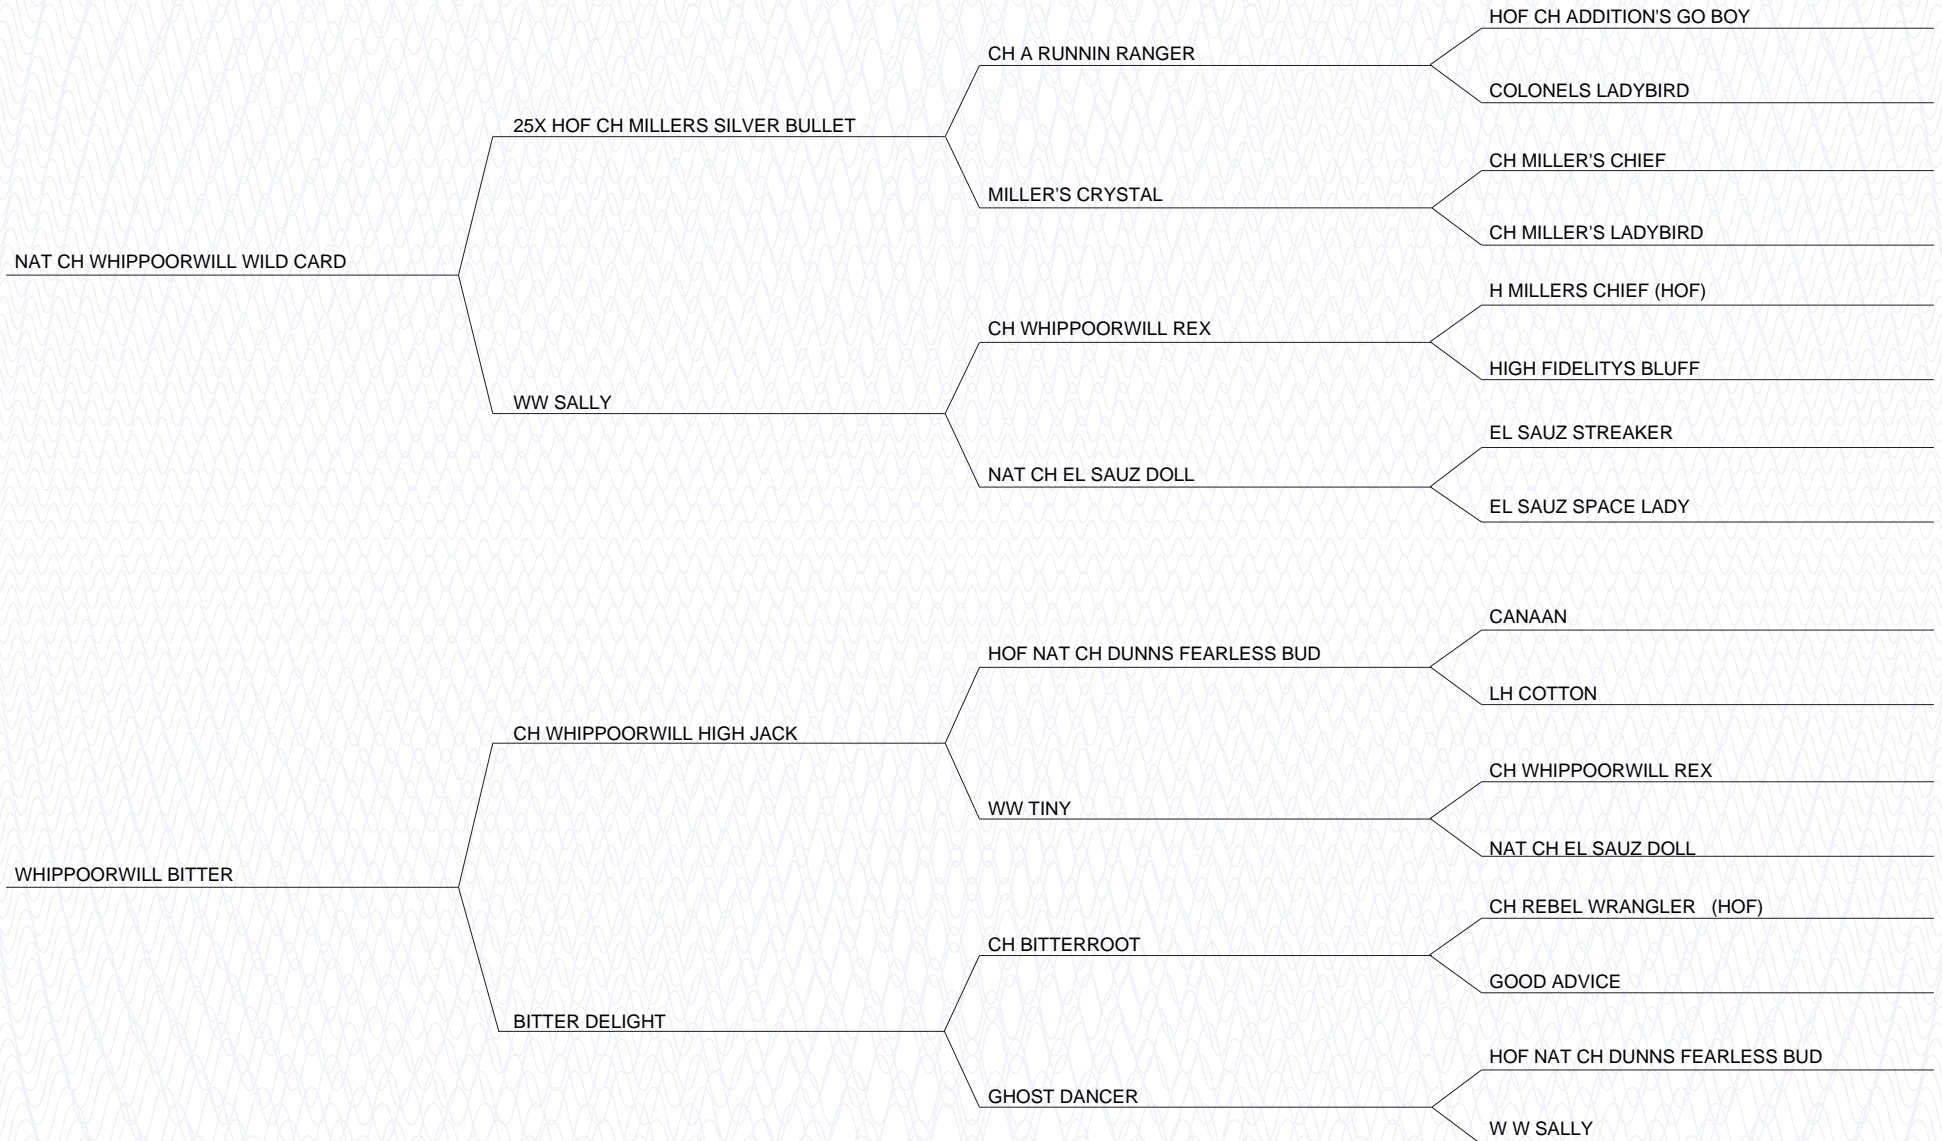 HOF CH ADDITION'S GO BOY
CH A RUNNIN RANGER
COLONELS LADYBIRD
25X HOF CH MILLERS SILVER BULLET
CH MILLER'S CHIEF
MILLER'S CRYSTAL
CH MILLER'S LADYBIRD
NAT CH WHIPPOORWILL WILD CARD
H MILLERS CHIEF (HOF)
CH WHIPPOORWILL REX
HIGH FIDELITYS BLUFF
WW SALLY
EL SAUZ STREAKER
NAT CH EL SAUZ DOLL
EL SAUZ SPACE LADY
CANAAN
HOF NAT CH DUNNS FEARLESS BUD
LH COTTON
CH WHIPPOORWILL HIGH JACK
CH WHIPPOORWILL REX
WW TINY
NAT CH EL SAUZ DOLL
WHIPPOORWILL BITTER
CH REBEL WRANGLER (HOF)
CH BITTERROOT
GOOD ADVICE
BITTER DELIGHT
HOF NAT CH DUNNS FEARLESS BUD
GHOST DANCER
W W SALLY